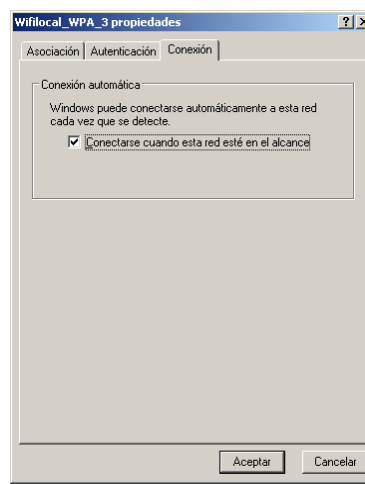 Wifilocal_WPA_3 propiedades
Asociación Autenticación Conexión
Conexión automática
Windows puede conectarse automáticamente a esta red
cada vez que se detecte.
Conectarse cuando esta red esté en el alcance
Aceptar Cancelar